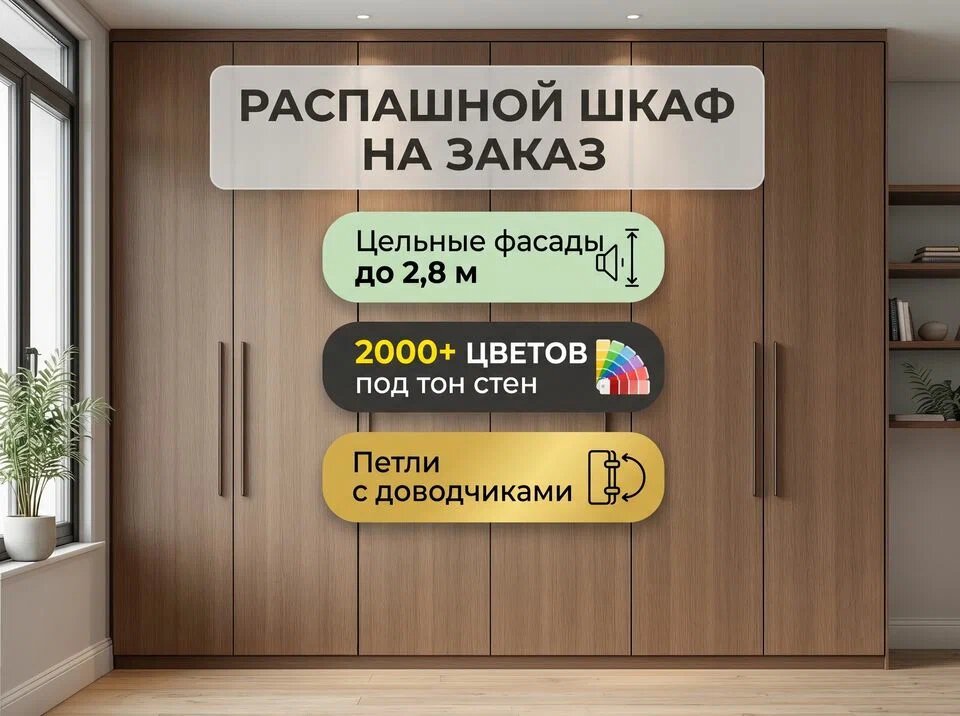 РАСПАШНОЙ ШКАФ
НА ЗАКАЗ
Цельные фасады
до 2,8 м
2000+ ЦВЕТОВ
под тон стен
Петли
с доводчиками